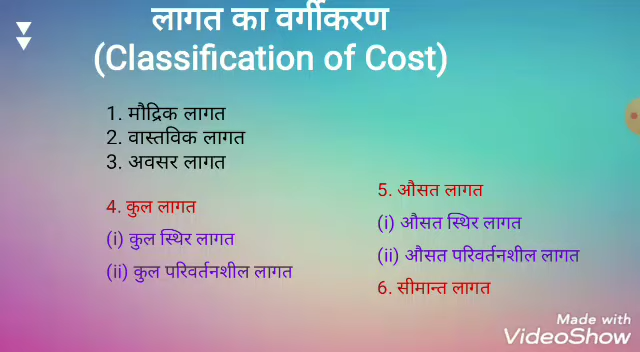 लागत का वर्गीकरण
(Classification of Cost)
1. मौद्रिक लागत
2. वास्तविक लागत
3. अवसर लागत
4. कुल लागत
(i) कुल स्थिर लागत
(ii) कुल परिवर्तनशील लागत
5. औसत लागत
(i) औसत स्थिर लागत
(ii) औसत परिवर्तनशील लागत
6. सीमान्त लागत
Made with
VideoShow